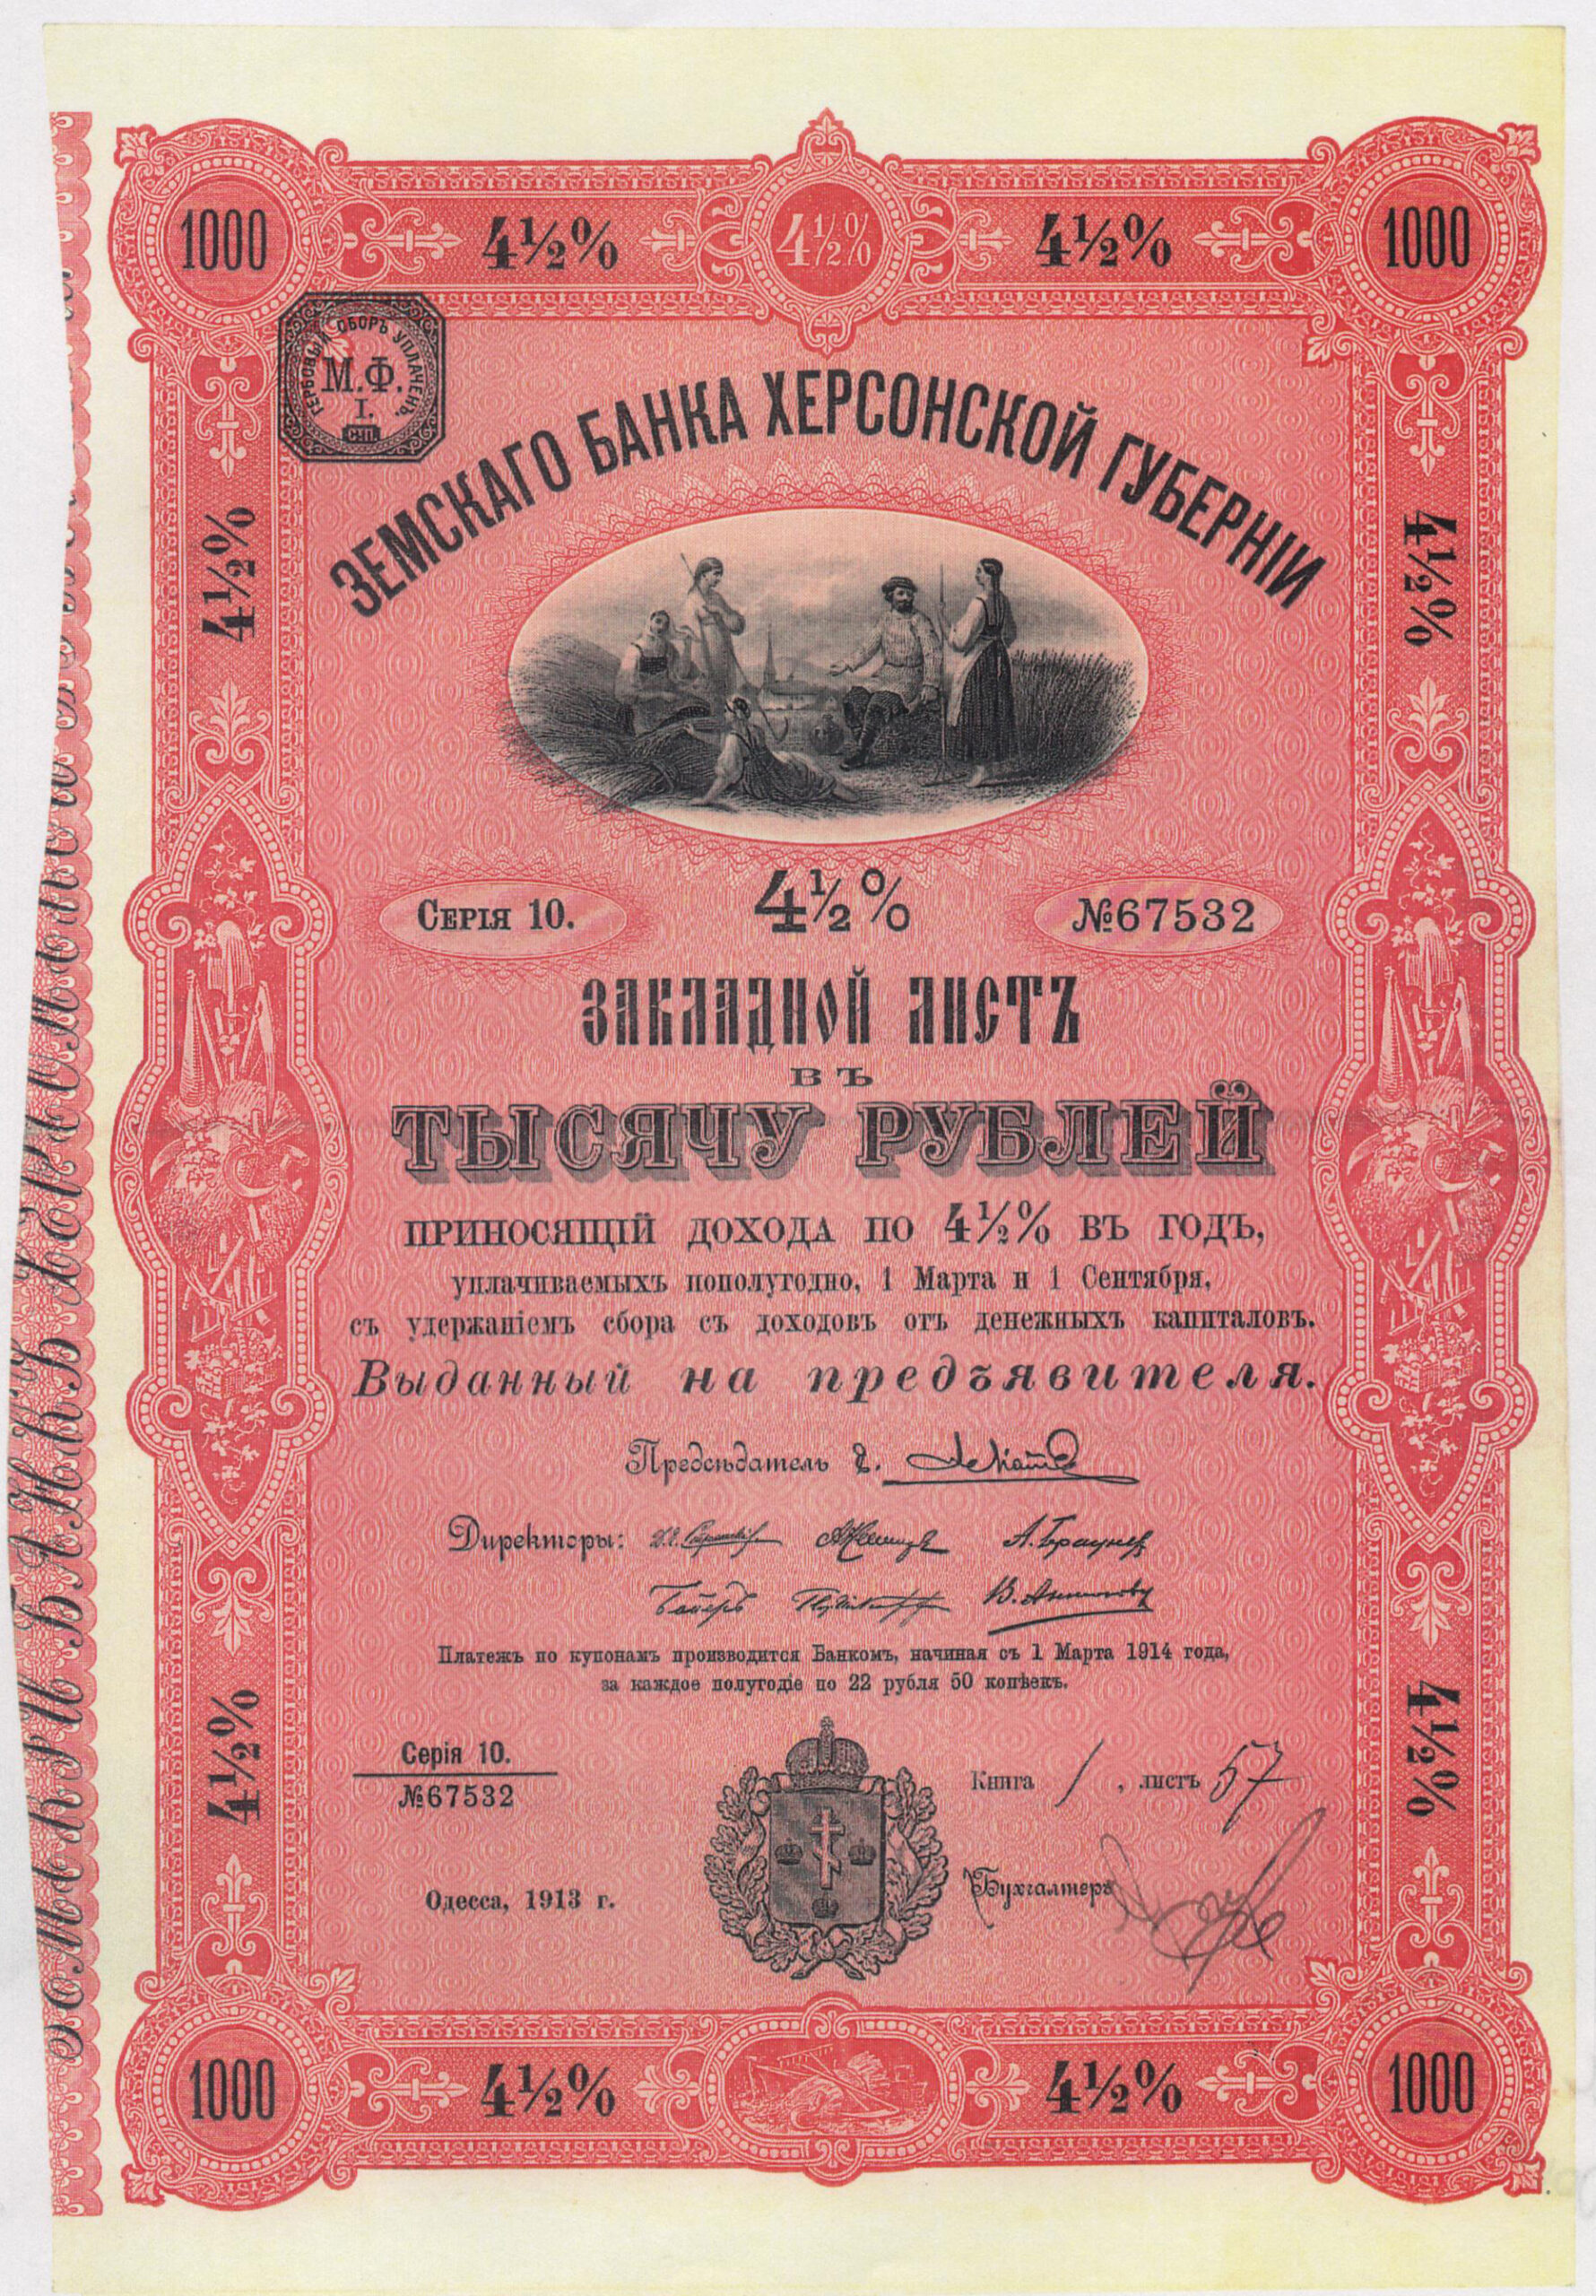 1000 4½% 4½% 4½% 1000
ГЕРБОВЫЙ СБОРЪ УПЛАЧЕНЪ.
М.Ф.
I.
С.П.
ЗЕМСКАГО БАНКА ХЕРСОНСКОЙ ГУБЕРНІИ
4½% 4½%
СЕРІЯ 10. 4½% №67532
ЗАКЛАДНОЙ ЛИСТЪ
ВЪ
ТЫСЯЧУ РУБЛЕЙ
ПРИНОСЯЩІЙ ДОХОДА ПО 4½% ВЪ ГОДЪ,
уплачиваемыхъ пополугодно, 1 Марта и 1 Сентября,
съ удержаніемъ сбора съ доходовъ отъ денежныхъ капиталовъ.
Выданный на предъявителя.
Предсѣдатель
Директоры: А. Браунер
В. Антоновъ
Платежъ по купонамъ производится Банкомъ, начиная съ 1 Марта 1914 года,
за каждое полугодіе по 22 рубля 50 копѣекъ.
4½% 4½%
Серія 10.
№67532
Книга 1, листъ 57
Одесса, 1913 г.
Бухгалтеръ
1000 4½% 4½% 1000